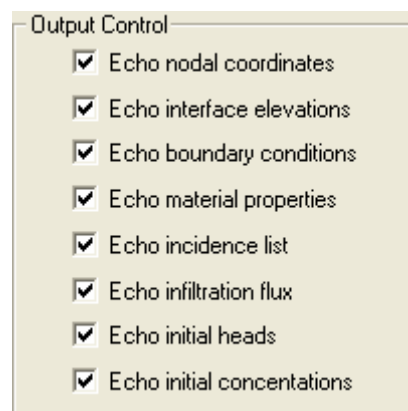 Output Control
Echo nodal coordinates
Echo interface elevations
Echo boundary conditions
Echo material properties
Echo incidence list
Echo infiltration flux
Echo initial heads
Echo initial concentations